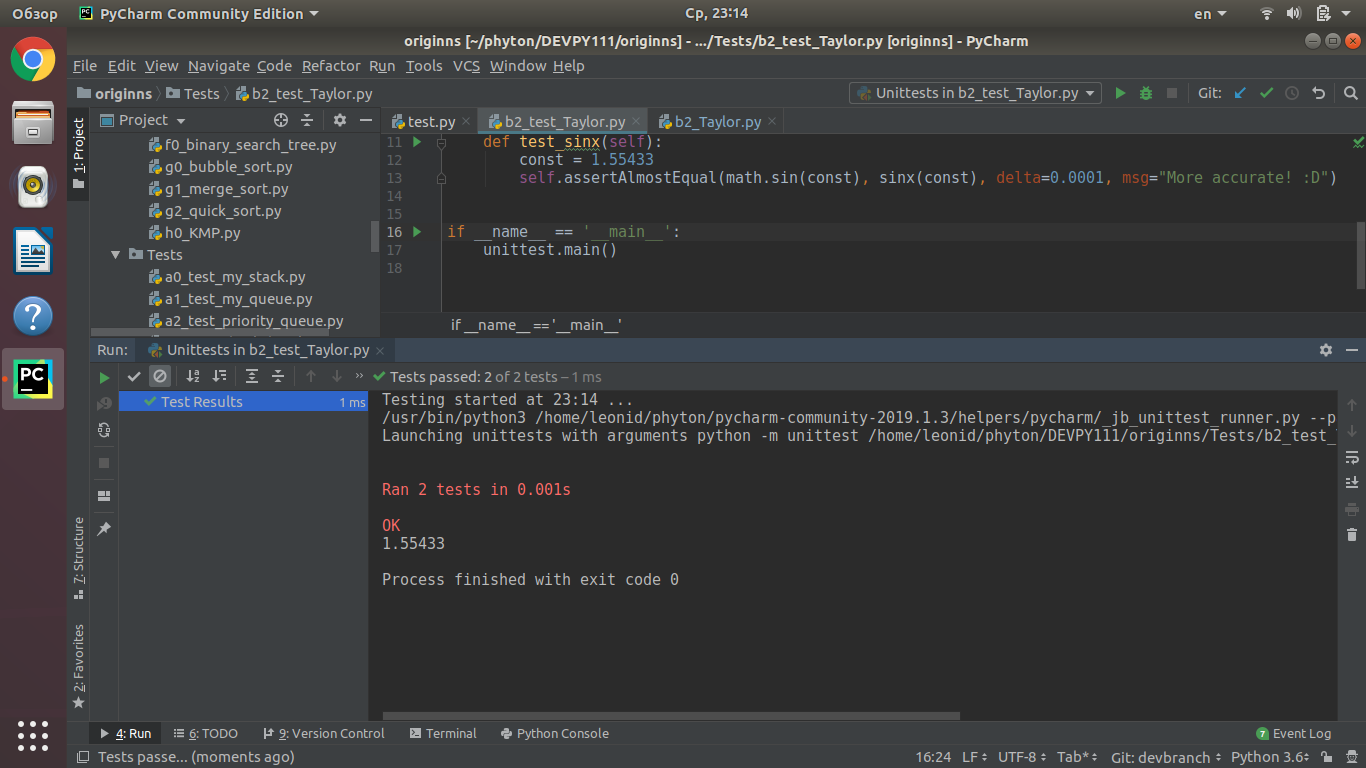 Обзор PyCharm Community Edition Ср, 23:14 en
originns [~/phyton/DEVPY111/originns] - .../Tests/b2_test_Taylor.py [originns] - PyCharm
File Edit View Navigate Code Refactor Run Tools VCS Window Help
originns Tests b2_test_Taylor.py Unittests in b2_test_Taylor.py Git:
1: Project
Project
f0_binary_search_tree.py
g0_bubble_sort.py
g1_merge_sort.py
g2_quick_sort.py
h0_KMP.py
Tests
a0_test_my_stack.py
a1_test_my_queue.py
a2_test_priority_queue.py
test.py b2_test_Taylor.py b2_Taylor.py
11 def test_sinx(self):
12 const = 1.55433
13 self.assertAlmostEqual(math.sin(const), sinx(const), delta=0.0001, msg="More accurate! :D")
14
15
16 if __name__ == '__main__':
17 unittest.main()
18
if __name__ == '__main__'
Run: Unittests in b2_test_Taylor.py
Tests passed: 2 of 2 tests – 1 ms
Test Results 1 ms
Testing started at 23:14 ...
/usr/bin/python3 /home/leonid/phyton/pycharm-community-2019.1.3/helpers/pycharm/_jb_unittest_runner.py --p
Launching unittests with arguments python -m unittest /home/leonid/phyton/DEVPY111/originns/Tests/b2_test_
Ran 2 tests in 0.001s
OK
1.55433
Process finished with exit code 0
7: Structure
2: Favorites
PC
4: Run 6: TODO 9: Version Control Terminal Python Console 7 Event Log
Tests passe... (moments ago) 16:24 LF UTF-8 Tab* Git: devbranch Python 3.6